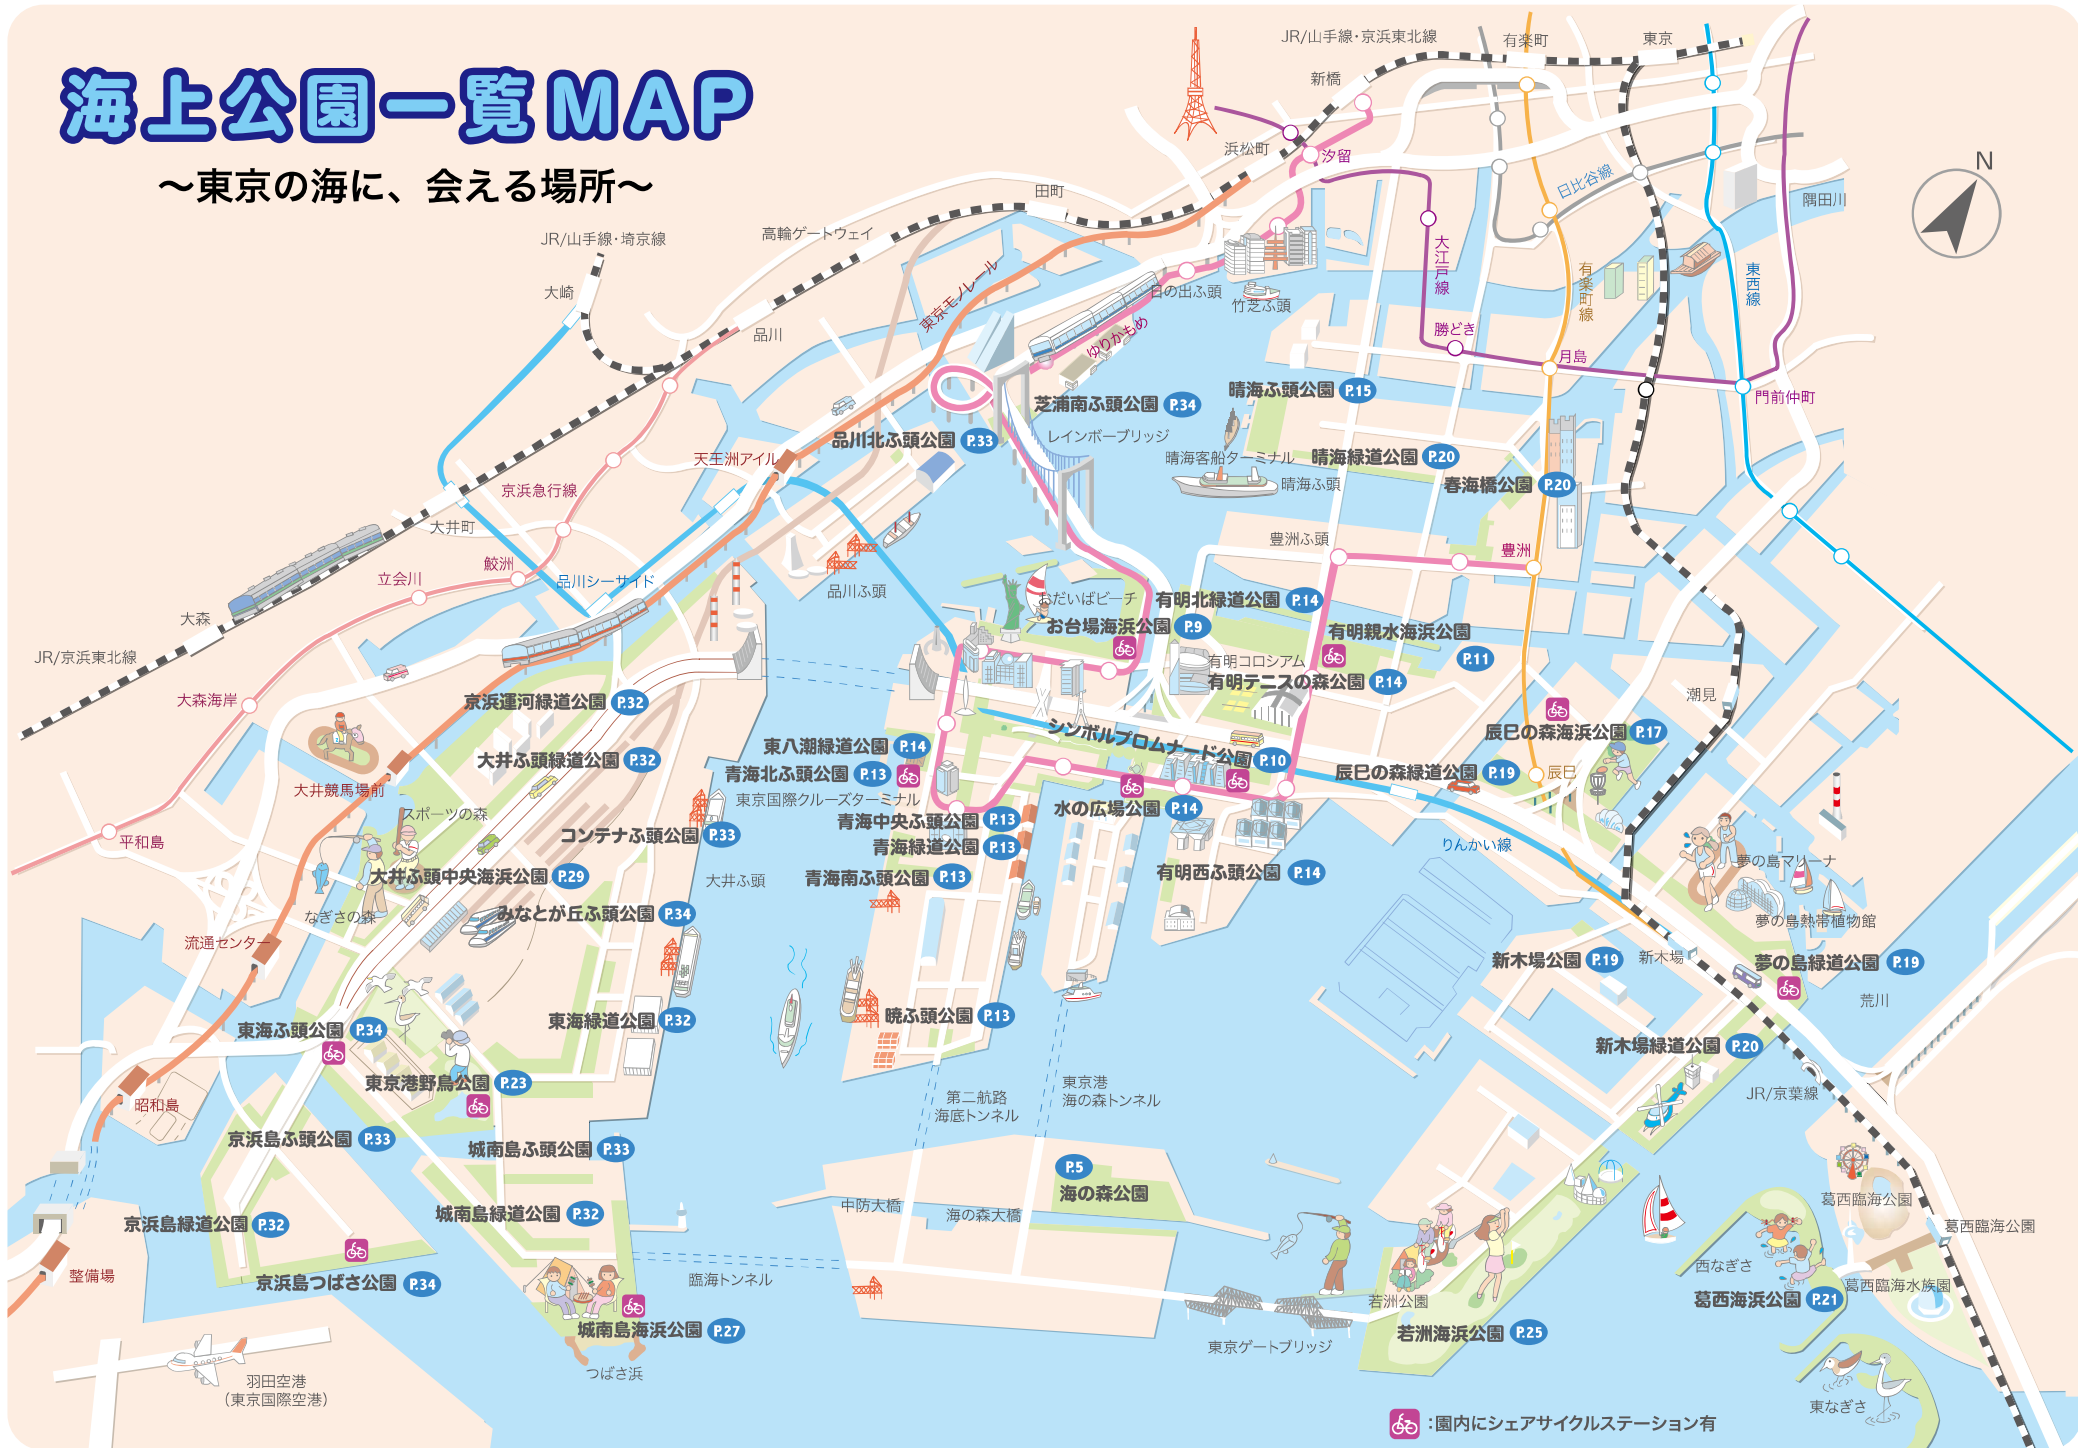 海上公園一覧MAP
～東京の海に、会える場所～
JR/山手線・京浜東北線
有楽町
東京
新橋
N
浜松町
汐留
日比谷線
隅田川
田町
JR/山手線・埼京線
高輪ゲートウェイ
大江戸線
有楽町線
東西線
大崎
東京モノレール
日の出ふ頭
竹芝ふ頭
品川
ゆりかもめ
勝どき
月島
門前仲町
芝浦南ふ頭公園 P.34
晴海ふ頭公園 P.15
品川北ふ頭公園 P.33
レインボーブリッジ
天王洲アイル
晴海客船ターミナル
晴海緑道公園 P.20
晴海ふ頭
春海橋公園 P.20
京浜急行線
大井町
豊洲ふ頭
豊洲
鮫洲
立会川
品川シーサイド
品川ふ頭
おだいばビーチ
有明北緑道公園 P.14
大森
お台場海浜公園 P.9
有明親水海浜公園
P.11
JR/京浜東北線
有明コロシアム
有明テニスの森公園 P.14
大森海岸
京浜運河緑道公園 P.32
潮見
シンボルプロムナード公園 P.10
辰巳の森海浜公園 P.17
東八潮緑道公園 P.14
大井ふ頭緑道公園 P.32
青海北ふ頭公園 P.13
辰巳の森緑道公園 P.19
辰巳
大井競馬場前
東京国際クルーズターミナル
水の広場公園 P.14
スポーツの森
青海中央ふ頭公園 P.13
コンテナふ頭公園 P.33
平和島
青海緑道公園 P.13
りんかい線
夢の島マリーナ
大井ふ頭中央海浜公園 P.29
大井ふ頭
青海南ふ頭公園 P.13
有明西ふ頭公園 P.14
なぎさの森
みなとが丘ふ頭公園 P.34
夢の島熱帯植物館
流通センター
新木場公園 P.19
新木場
夢の島緑道公園 P.19
荒川
東海ふ頭公園 P.34
東海緑道公園 P.32
暁ふ頭公園 P.13
新木場緑道公園 P.20
東京港野鳥公園 P.23
第二航路
海底トンネル
東京港
海の森トンネル
JR/京葉線
昭和島
京浜島ふ頭公園 P.33
城南島ふ頭公園 P.33
P.5
海の森公園
葛西臨海公園
京浜島緑道公園 P.32
城南島緑道公園 P.32
中防大橋
海の森大橋
葛西臨海公園
整備場
京浜島つばさ公園 P.34
臨海トンネル
西なぎさ
葛西臨海水族園
若洲公園
葛西海浜公園 P.21
城南島海浜公園 P.27
東京ゲートブリッジ
若洲海浜公園 P.25
つばさ浜
羽田空港
（東京国際空港）
東なぎさ
：園内にシェアサイクルステーション有